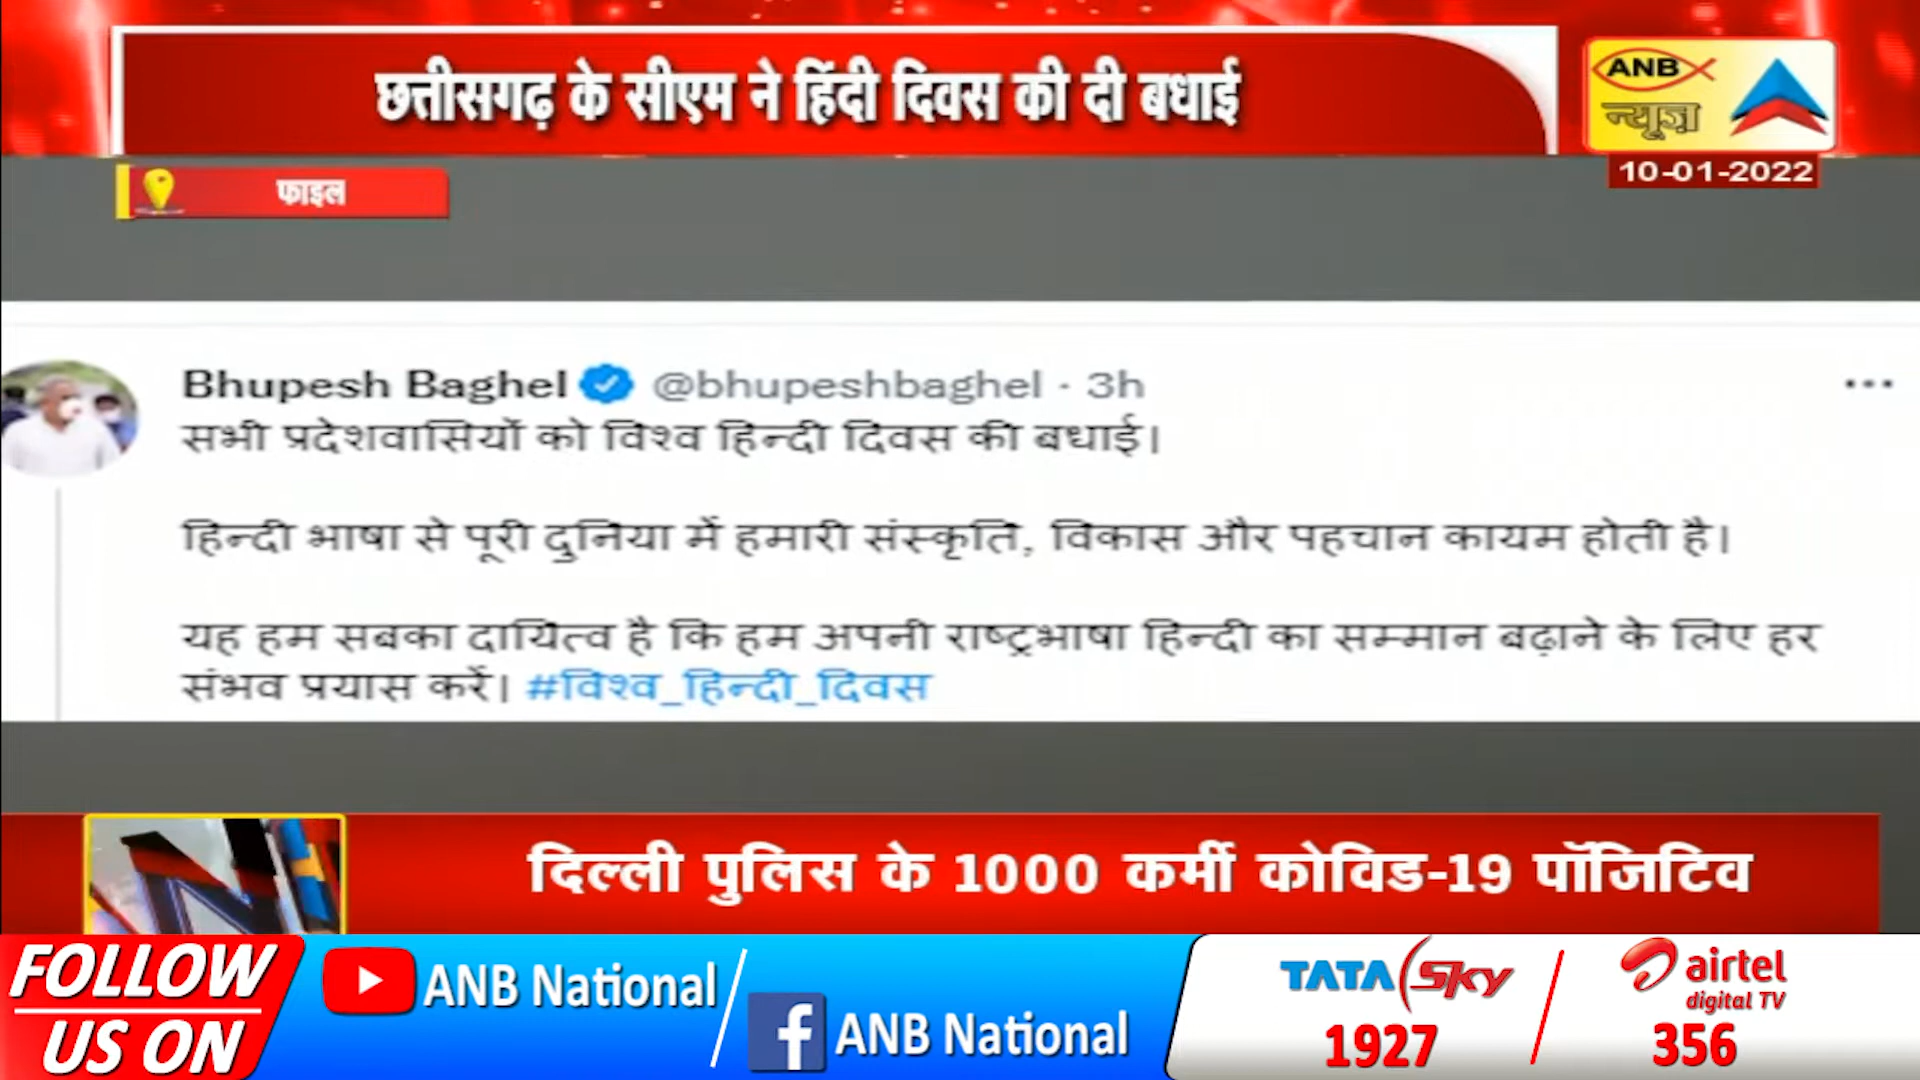 छत्तीसगढ़ के सीएम ने हिंदी दिवस की दी बधाई
ANB
न्यूज़
10-01-2022
फाइल
Bhupesh Baghel @bhupeshbaghel · 3h
सभी प्रदेशवासियों को विश्व हिन्दी दिवस की बधाई।
हिन्दी भाषा से पूरी दुनिया में हमारी संस्कृति, विकास और पहचान कायम होती है।
यह हम सबका दायित्व है कि हम अपनी राष्ट्रभाषा हिन्दी का सम्मान बढ़ाने के लिए हर
संभव प्रयास करें। #विश्व_हिन्दी_दिवस
दिल्ली पुलिस के 1000 कर्मी कोविड-19 पॉजिटिव
FOLLOW
US ON
ANB National
ANB National
TATA Sky
1927
airtel
digital TV
356